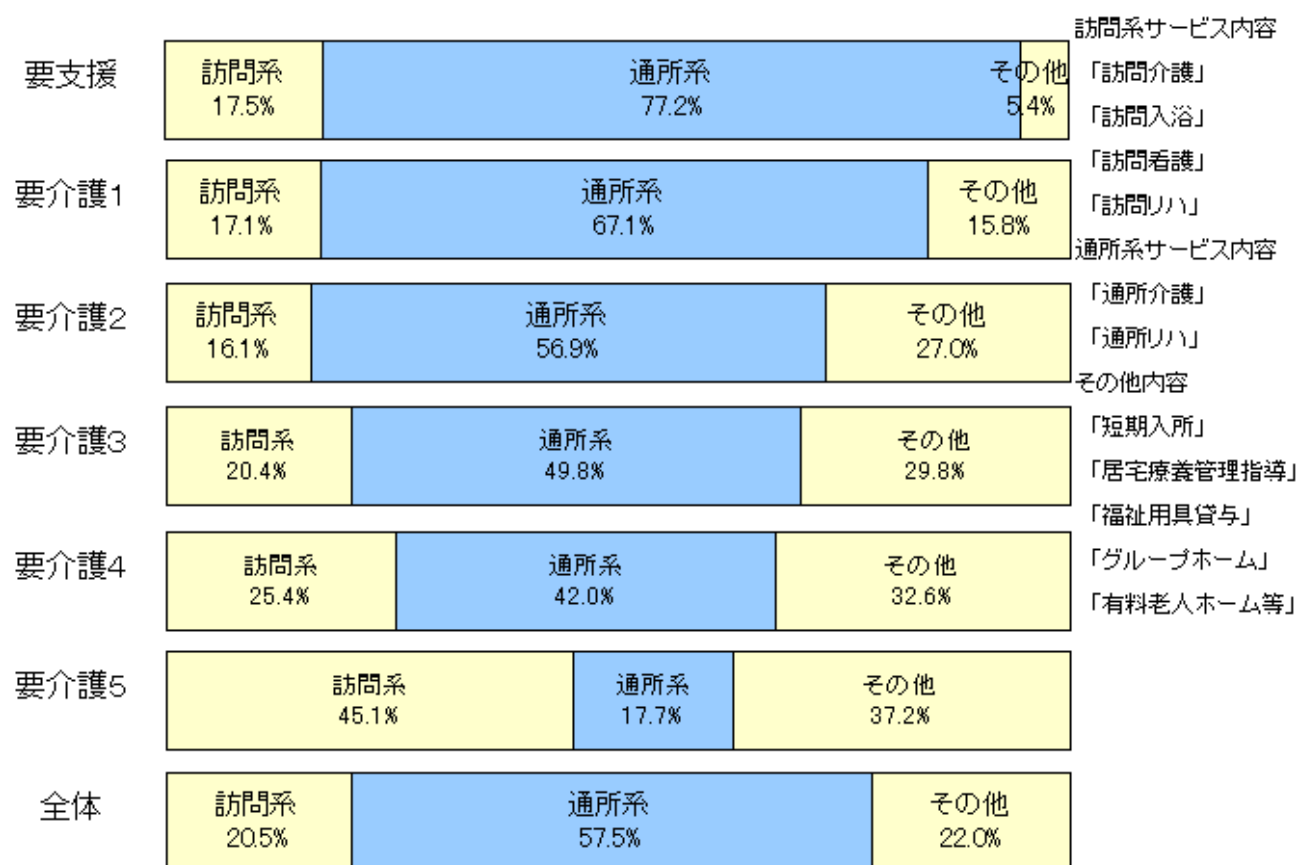 要支援
訪問系
17.5%
通所系
77.2%
その他
5.4%
要介護1
訪問系
17.1%
通所系
67.1%
その他
15.8%
要介護2
訪問系
16.1%
通所系
56.9%
その他
27.0%
要介護3
訪問系
20.4%
通所系
49.8%
その他
29.8%
要介護4
訪問系
25.4%
通所系
42.0%
その他
32.6%
要介護5
訪問系
45.1%
通所系
17.7%
その他
37.2%
全体
訪問系
20.5%
通所系
57.5%
その他
22.0%
訪問系サービス内容
「訪問介護」
「訪問入浴」
「訪問看護」
「訪問リハ」
通所系サービス内容
「通所介護」
「通所リハ」
その他内容
「短期入所」
「居宅療養管理指導」
「福祉用具貸与」
「グループホーム」
「有料老人ホーム等」